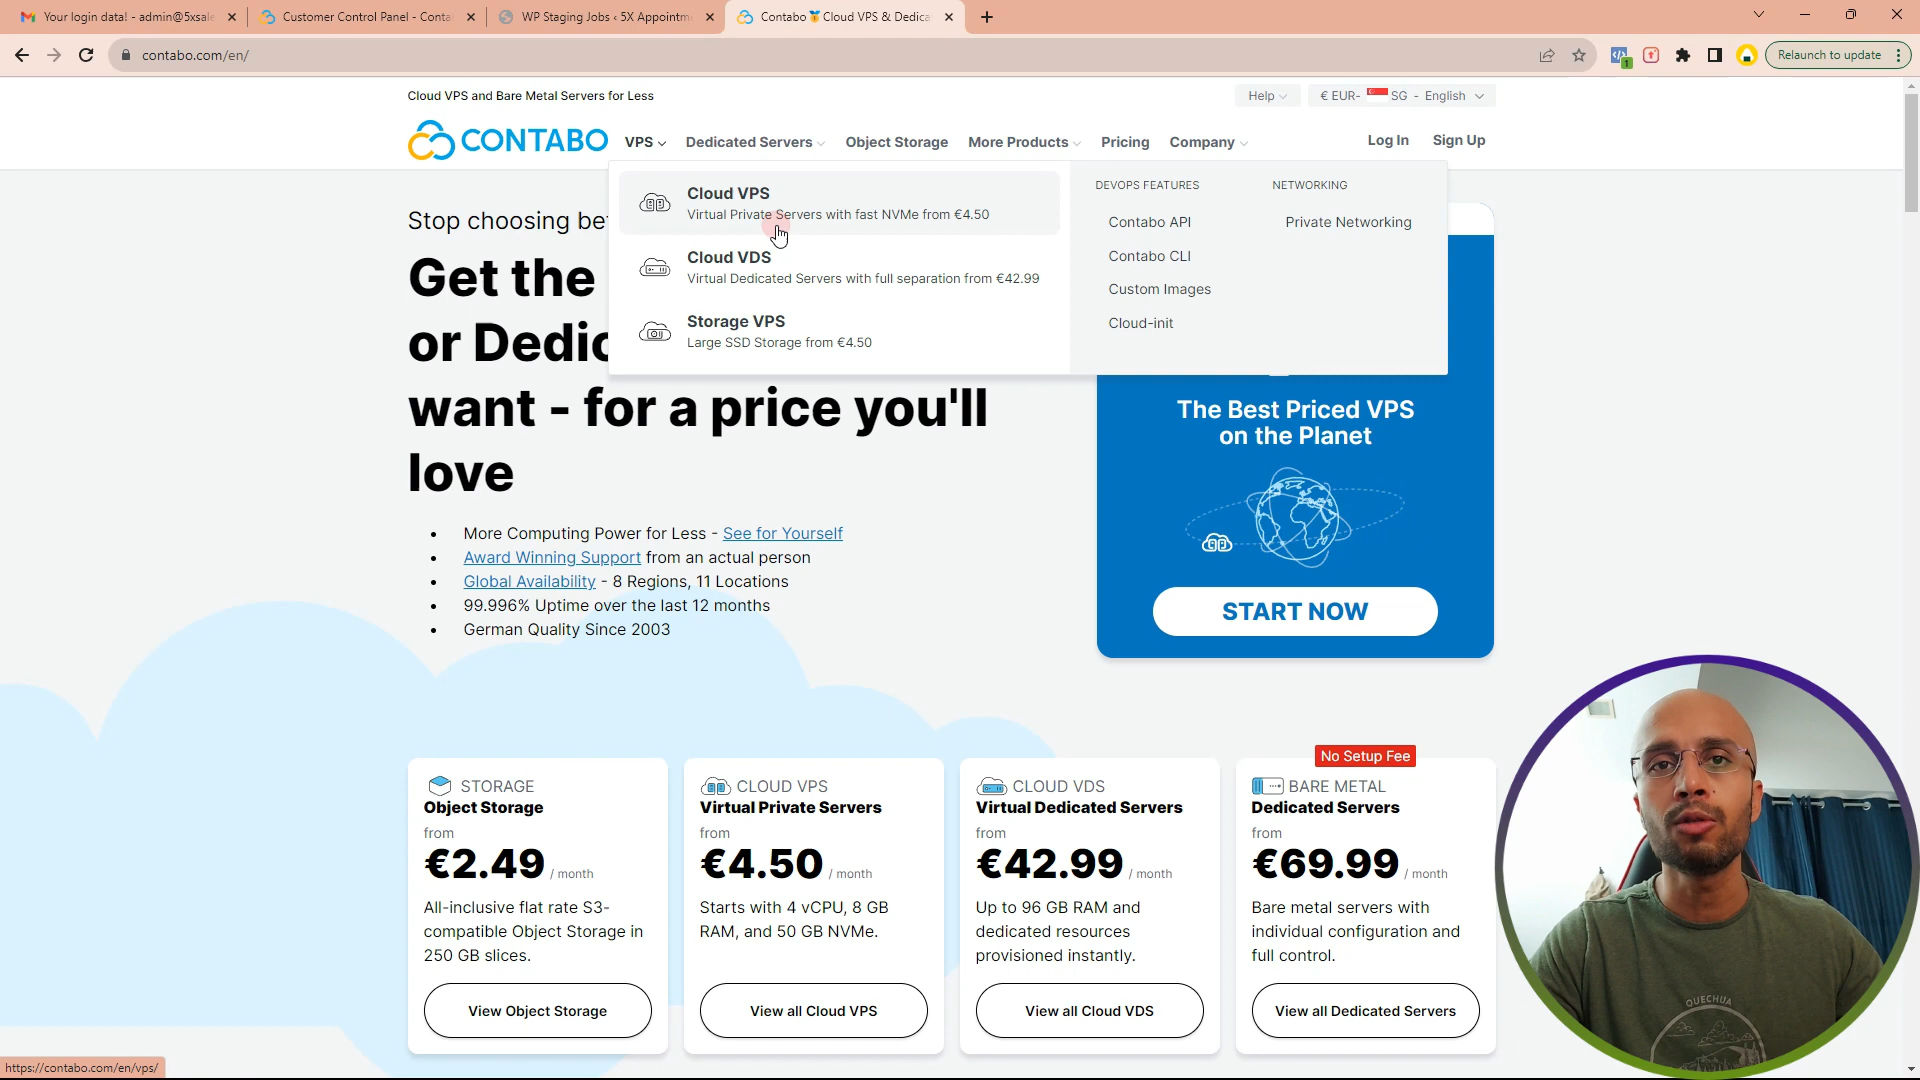 Your login data! - admin@5xsale
Customer Control Panel - Conta
WP Staging Jobs ‹ 5X Appointm
Contabo🥇Cloud VPS & Dedica
contabo.com/en/
1
Relaunch to update
Cloud VPS and Bare Metal Servers for Less
Help
€ EUR- SG - English
CONTABO
VPS
Dedicated Servers
Object Storage
More Products
Pricing
Company
Log In
Sign Up
Cloud VPS
Virtual Private Servers with fast NVMe from €4.50
Cloud VDS
Virtual Dedicated Servers with full separation from €42.99
Storage VPS
Large SSD Storage from €4.50
DEVOPS FEATURES
Contabo API
Contabo CLI
Custom Images
Cloud-init
NETWORKING
Private Networking
Stop choosing be
Get the
or Dedic
want - for a price you'll
love
More Computing Power for Less - See for Yourself
Award Winning Support from an actual person
Global Availability - 8 Regions, 11 Locations
99.996% Uptime over the last 12 months
German Quality Since 2003
The Best Priced VPS
on the Planet
START NOW
STORAGE
Object Storage
from
€2.49 / month
All-inclusive flat rate S3-
compatible Object Storage in
250 GB slices.
View Object Storage
CLOUD VPS
Virtual Private Servers
from
€4.50 / month
Starts with 4 vCPU, 8 GB
RAM, and 50 GB NVMe.
View all Cloud VPS
CLOUD VDS
Virtual Dedicated Servers
from
€42.99 / month
Up to 96 GB RAM and
dedicated resources
provisioned instantly.
View all Cloud VDS
No Setup Fee
BARE METAL
Dedicated Servers
from
€69.99 / month
Bare metal servers with
individual configuration and
full control.
View all Dedicated Servers
QUECHUA
https://contabo.com/en/vps/